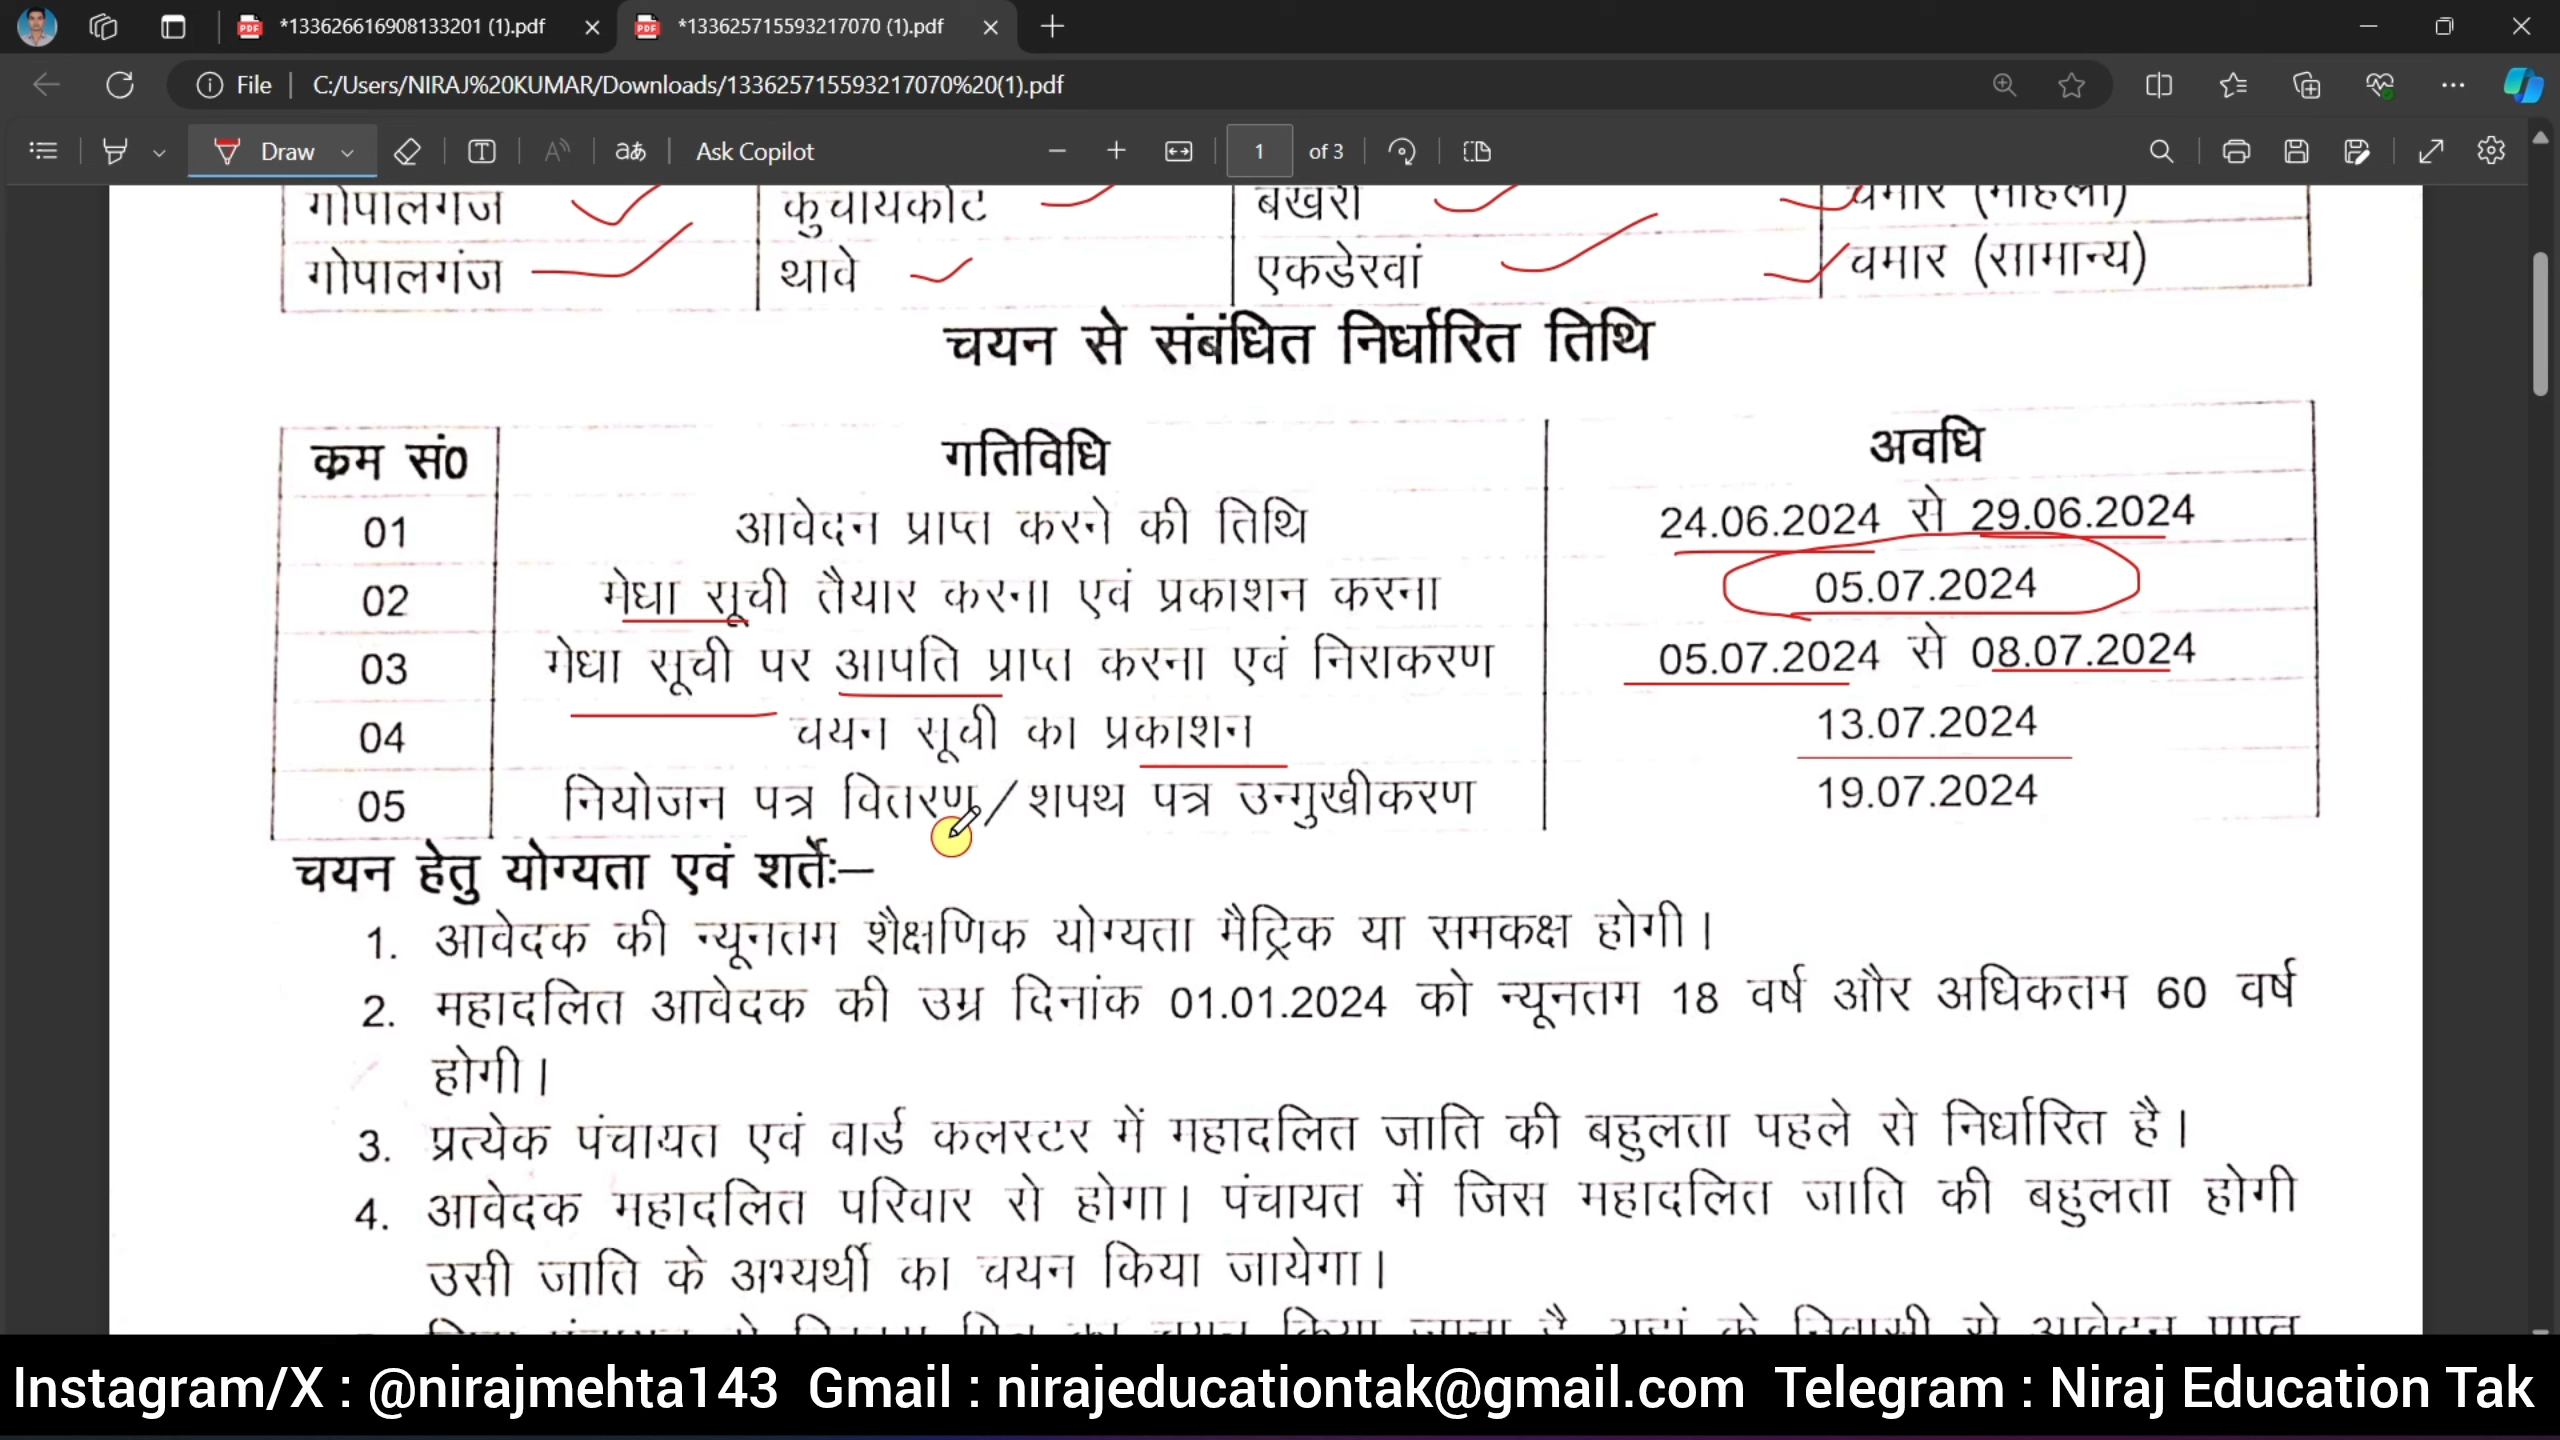 *133626616908133201 (1).pdf
*133625715593217070 (1).pdf
File C:/Users/NIRAJ%20KUMAR/Downloads/133625715593217070%20(1).pdf
Draw
Ask Copilot
1 of 3
गोपालगंज कुचायकोट बखरी चमार (महिला)
गोपालगंज थावे एकडेरवां चमार (सामान्य)
चयन से संबंधित निर्धारित तिथि
क्रम सं0 गतिविधि अवधि
01 आवेदन प्राप्त करने की तिथि 24.06.2024 से 29.06.2024
02 मेधा सूची तैयार करना एवं प्रकाशन करना 05.07.2024
03 मेधा सूची पर आपति प्राप्त करना एवं निराकरण 05.07.2024 से 08.07.2024
04 चयन सूची का प्रकाशन 13.07.2024
05 नियोजन पत्र वितरण/शपथ पत्र उन्मुखीकरण 19.07.2024
चयन हेतु योग्यता एवं शर्तेः–
1. आवेदक की न्यूनतम शैक्षणिक योग्यता मैट्रिक या समकक्ष होगी।
2. महादलित आवेदक की उम्र दिनांक 01.01.2024 को न्यूनतम 18 वर्ष और अधिकतम 60 वर्ष
होगी।
3. प्रत्येक पंचायत एवं वार्ड कलस्टर में महादलित जाति की बहुलता पहले से निर्धारित है।
4. आवेदक महादलित परिवार से होगा। पंचायत में जिस महादलित जाति की बहुलता होगी
उसी जाति के अभ्यर्थी का चयन किया जायेगा।
Instagram/X : @nirajmehta143 Gmail : nirajeducationtak@gmail.com Telegram : Niraj Education Tak